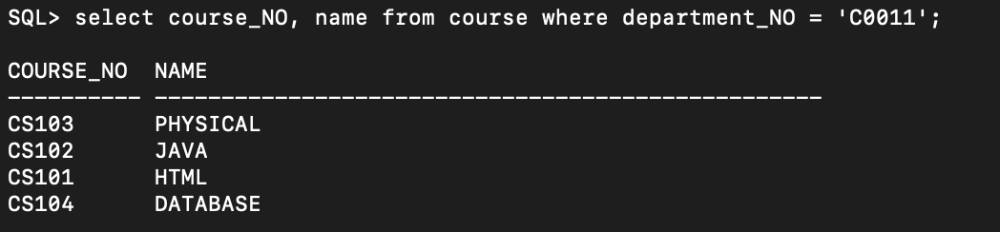 SQL> select course_NO, name from course where department_NO = 'C0011';
COURSE_NO  NAME
---------- --------------------------------------------------
CS103      PHYSICAL
CS102      JAVA
CS101      HTML
CS104      DATABASE